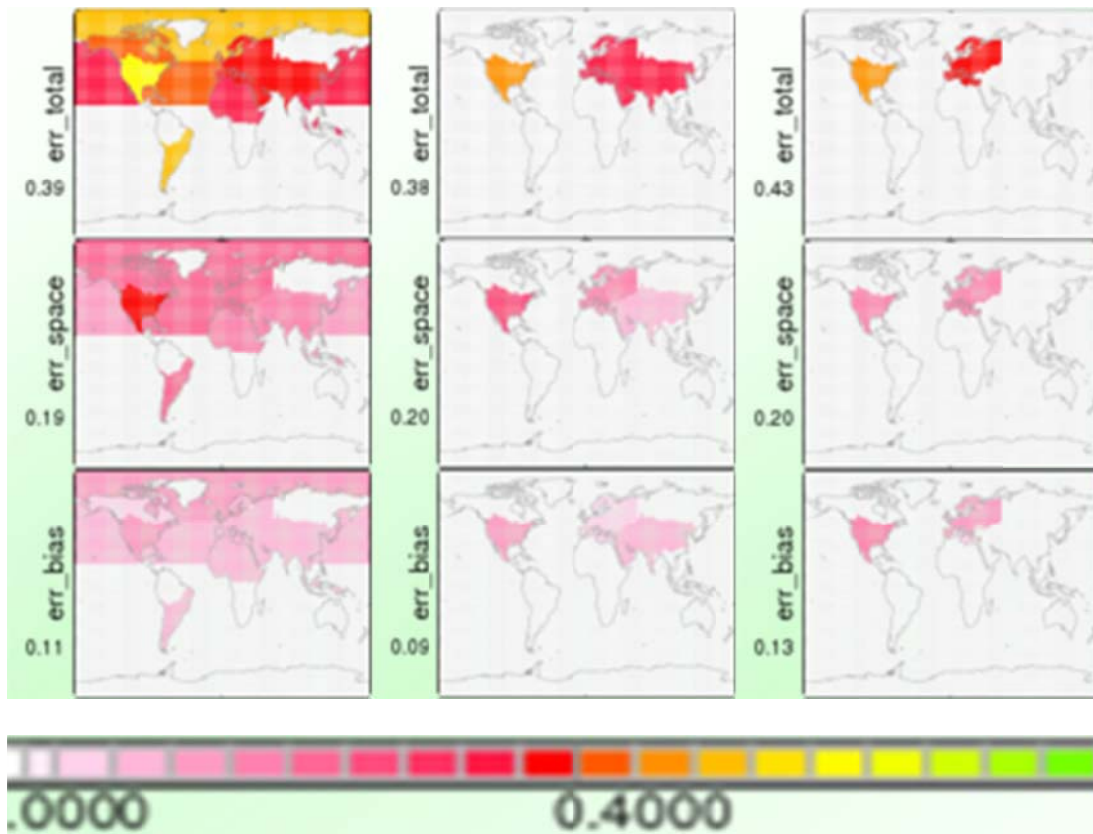 err_total
0.39
err_total
0.38
err_total
0.43
err_space
0.19
err_space
0.20
err_space
0.20
err_bias
0.11
err_bias
0.09
err_bias
0.13
.0000 0.4000